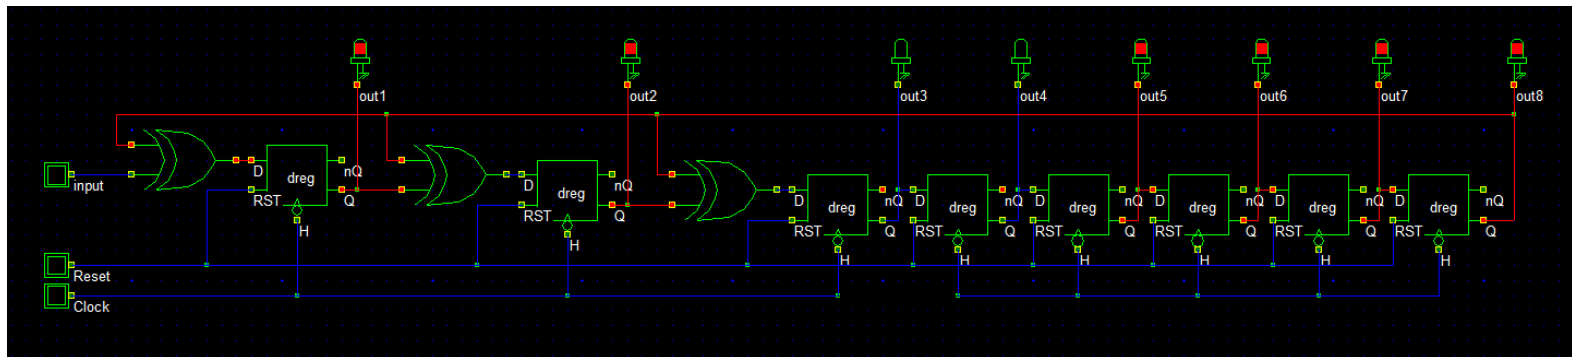 out1
out2
out3
out4
out5
out6
out7
out8
input
D
dreg
nQ
RST
Q
H
D
dreg
nQ
RST
Q
H
D
dreg
nQ
RST
Q
H
D
dreg
nQ
RST
Q
H
D
dreg
nQ
RST
Q
H
D
dreg
nQ
RST
Q
H
D
dreg
nQ
RST
Q
H
D
dreg
nQ
RST
Q
H
Reset
Clock